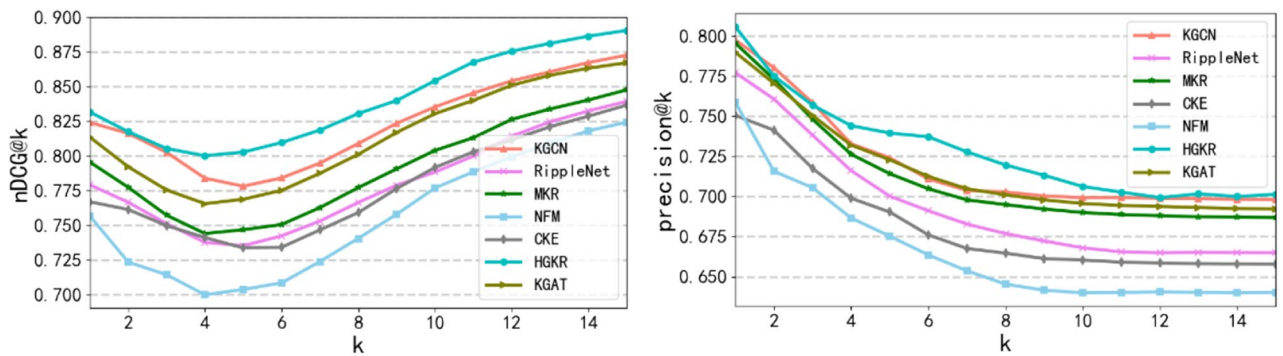 0.900
0.875
0.850
0.825
0.800
0.775
0.750
0.725
0.700
nDCG@k
2 4 6 8 10 12 14
k
KGCN
RippleNet
MKR
NFM
CKE
HGKR
KGAT
0.800
0.775
0.750
0.725
0.700
0.675
0.650
precision@k
2 4 6 8 10 12 14
k
KGCN
RippleNet
MKR
CKE
NFM
HGKR
KGAT